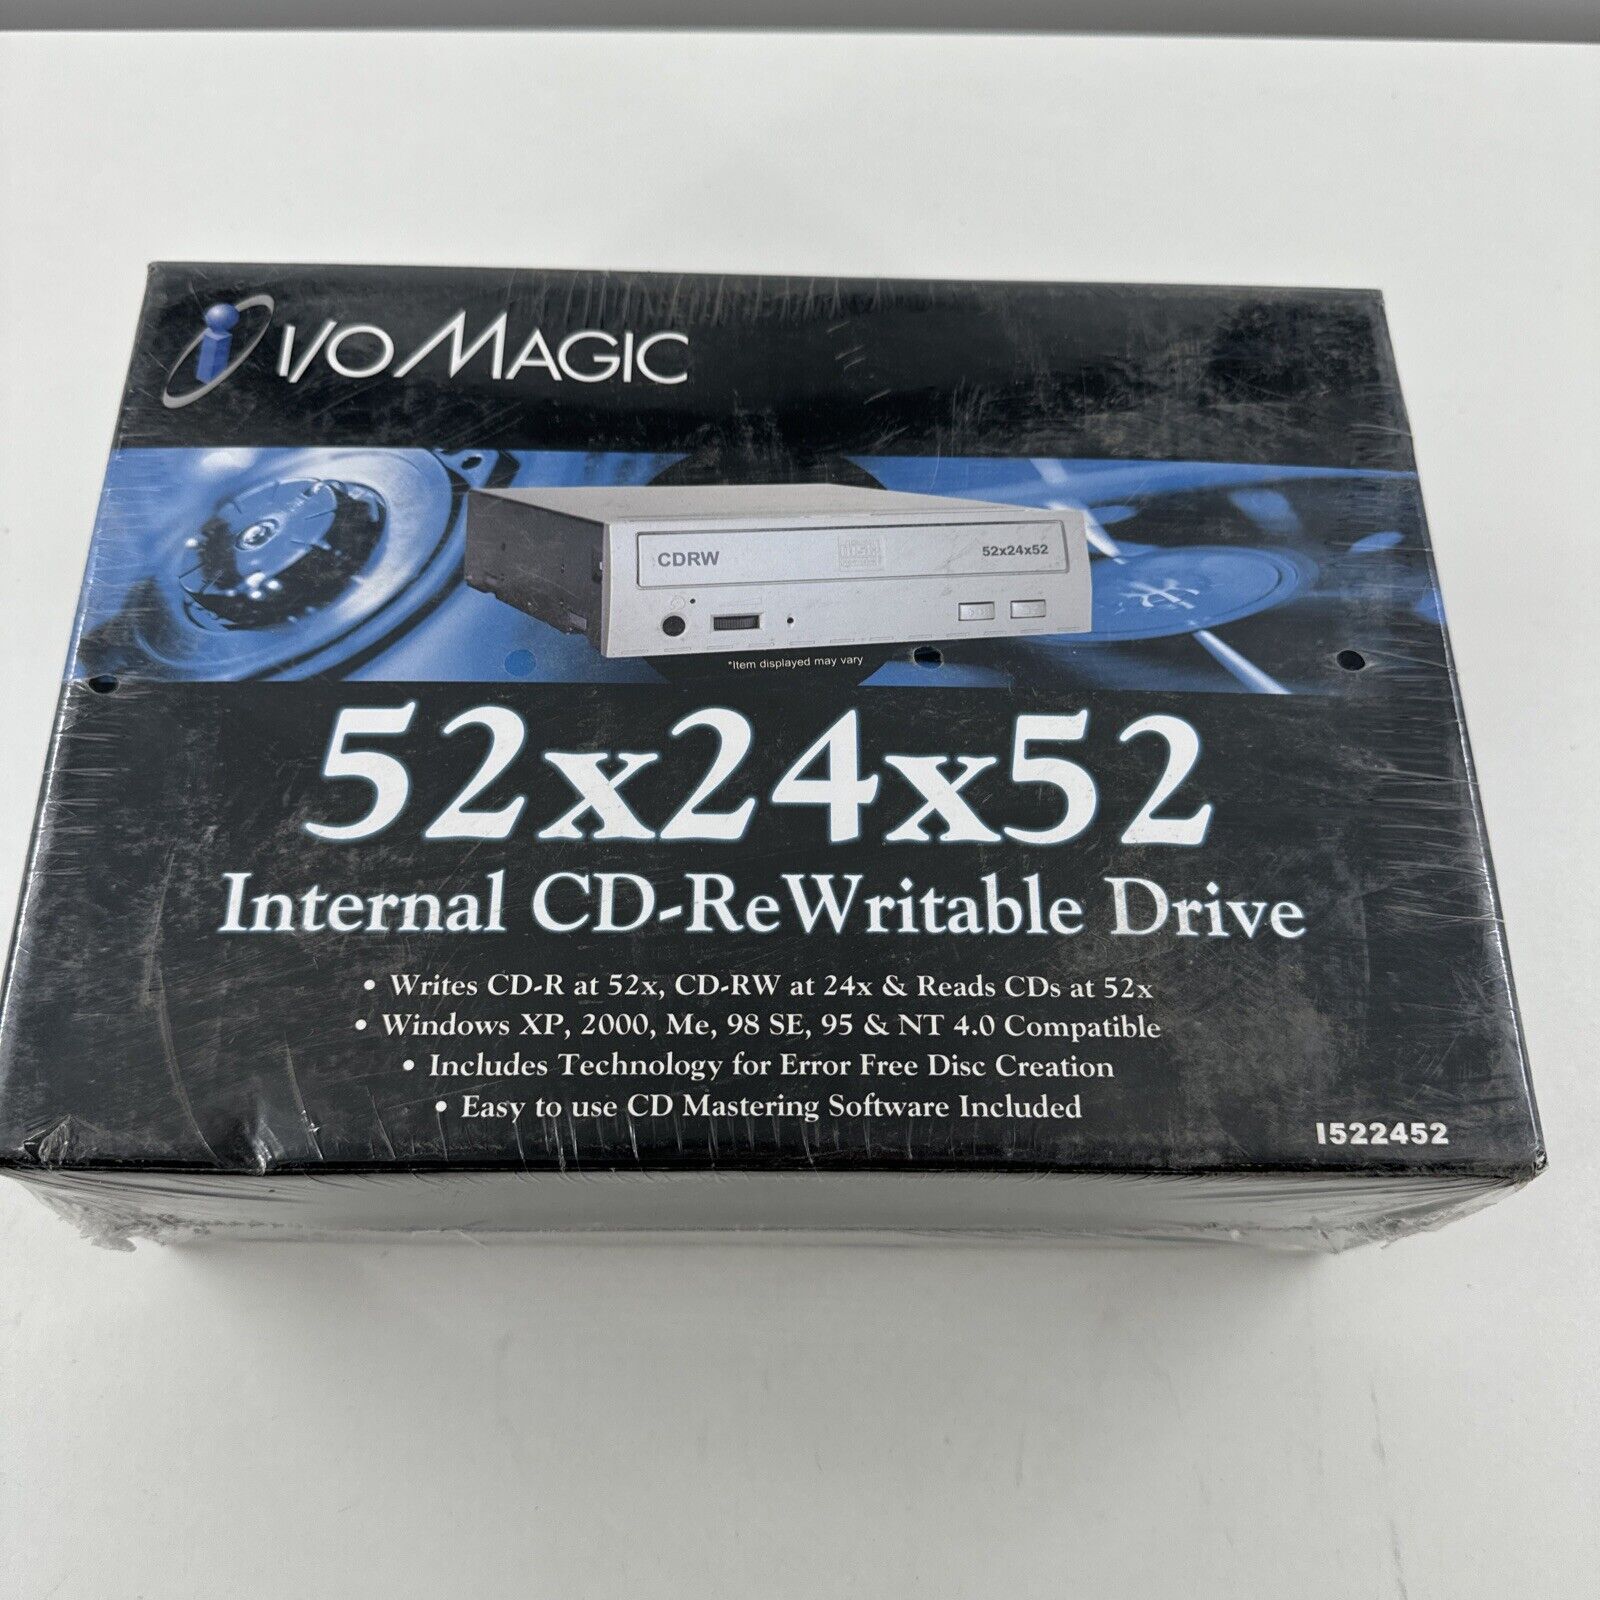 I/OMAGIC
CDRW
52x24x52
*Item displayed may vary
52x24x52
Internal CD-ReWritable Drive
• Writes CD-R at 52x, CD-RW at 24x & Reads CDs at 52x
• Windows XP, 2000, Me, 98 SE, 95 & NT 4.0 Compatible
• Includes Technology for Error Free Disc Creation
• Easy to use CD Mastering Software Included
I522452